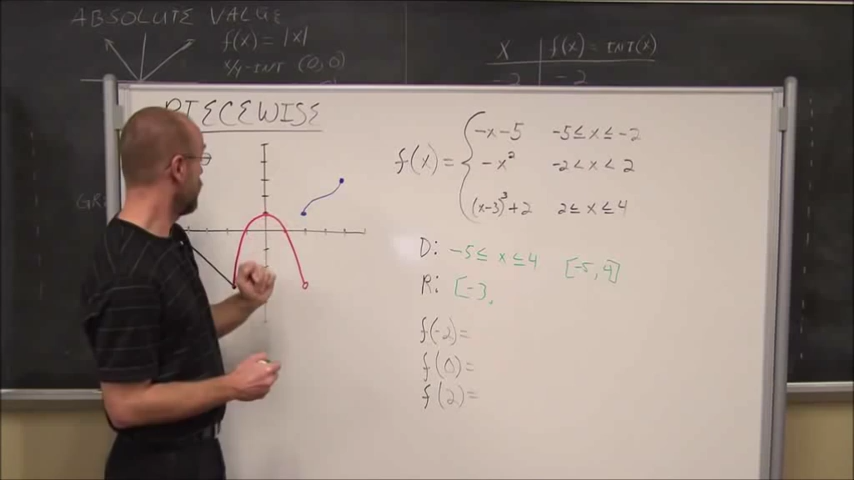 ABSOLUTE VALUE
f(x) = |x|
x/y-INT (0,0)
x f(x) = INT(x)
-2 -2
PIECEWISE
f(x) = { -x-5 -5≤x≤-2
-x² -2<x<2
(x-3)³+2 2≤x≤4
D: -5≤x≤4 [-5,4]
R: [-3,
f(-2)=
f(0)=
f(2)=